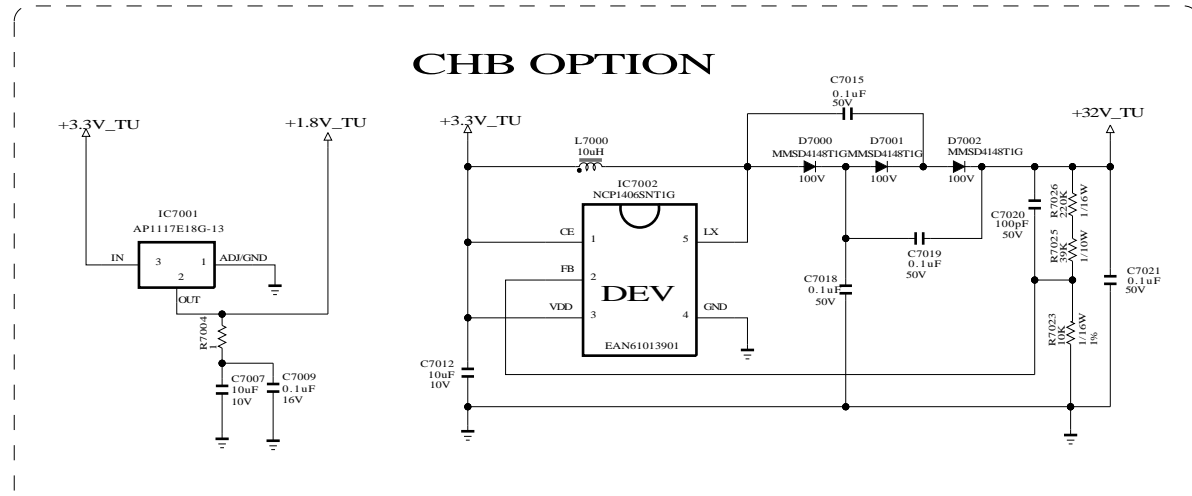 CHB OPTION
+3.3V_TU
+1.8V_TU
IC7001
AP1117E18G-13
IN
3
1
ADJ/GND
2
OUT
R7004
1
C7007
10uF
10V
C7009
0.1uF
16V
+3.3V_TU
L7000
10uH
C7015
0.1uF
50V
D7000
MMSD4148T1G
100V
D7001
MMSD4148T1G
100V
D7002
MMSD4148T1G
100V
+32V_TU
IC7002
NCP1406SNT1G
CE
1
5
LX
FB
2
DEV
VDD
3
4
GND
EAN61013901
C7012
10uF
10V
C7018
0.1uF
50V
C7019
0.1uF
50V
C7020
100pF
50V
R7026
220K
1/16W
R7025
39K
1/10W
R7023
10K
1/16W
1%
C7021
0.1uF
50V